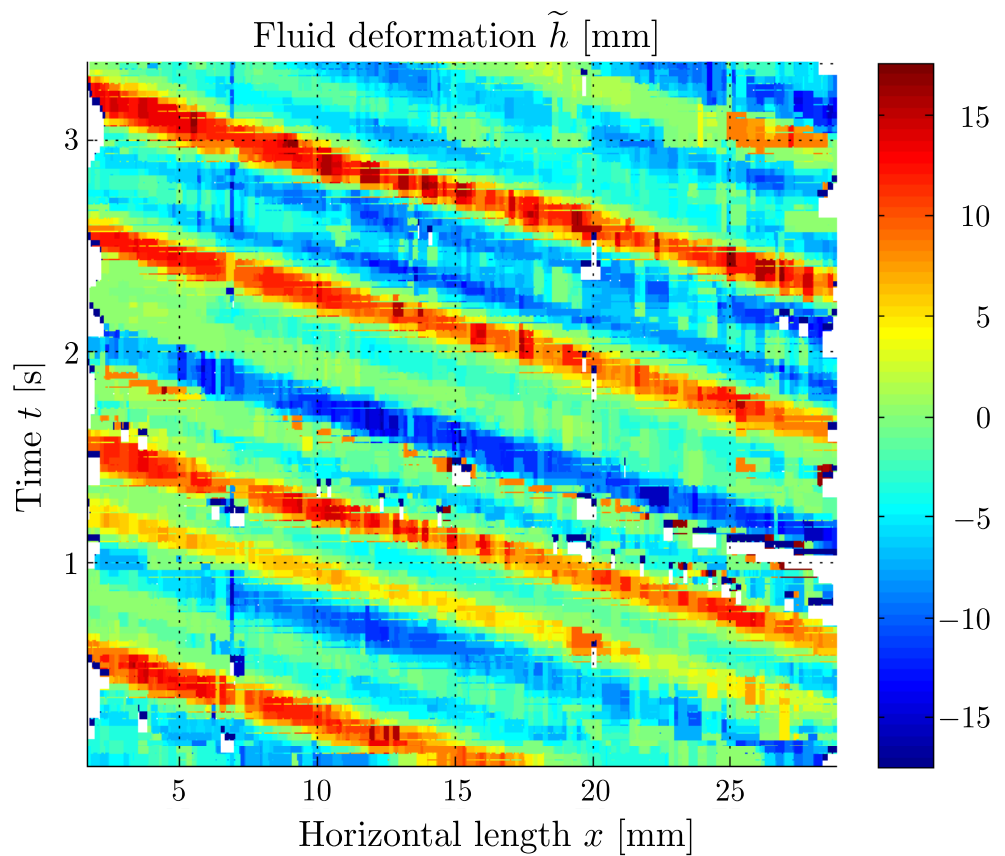 Fluid deformation h̃ [mm]
3
2
1
Time t [s]
5 10 15 20 25
Horizontal length x [mm]
15
10
5
0
−5
−10
−15